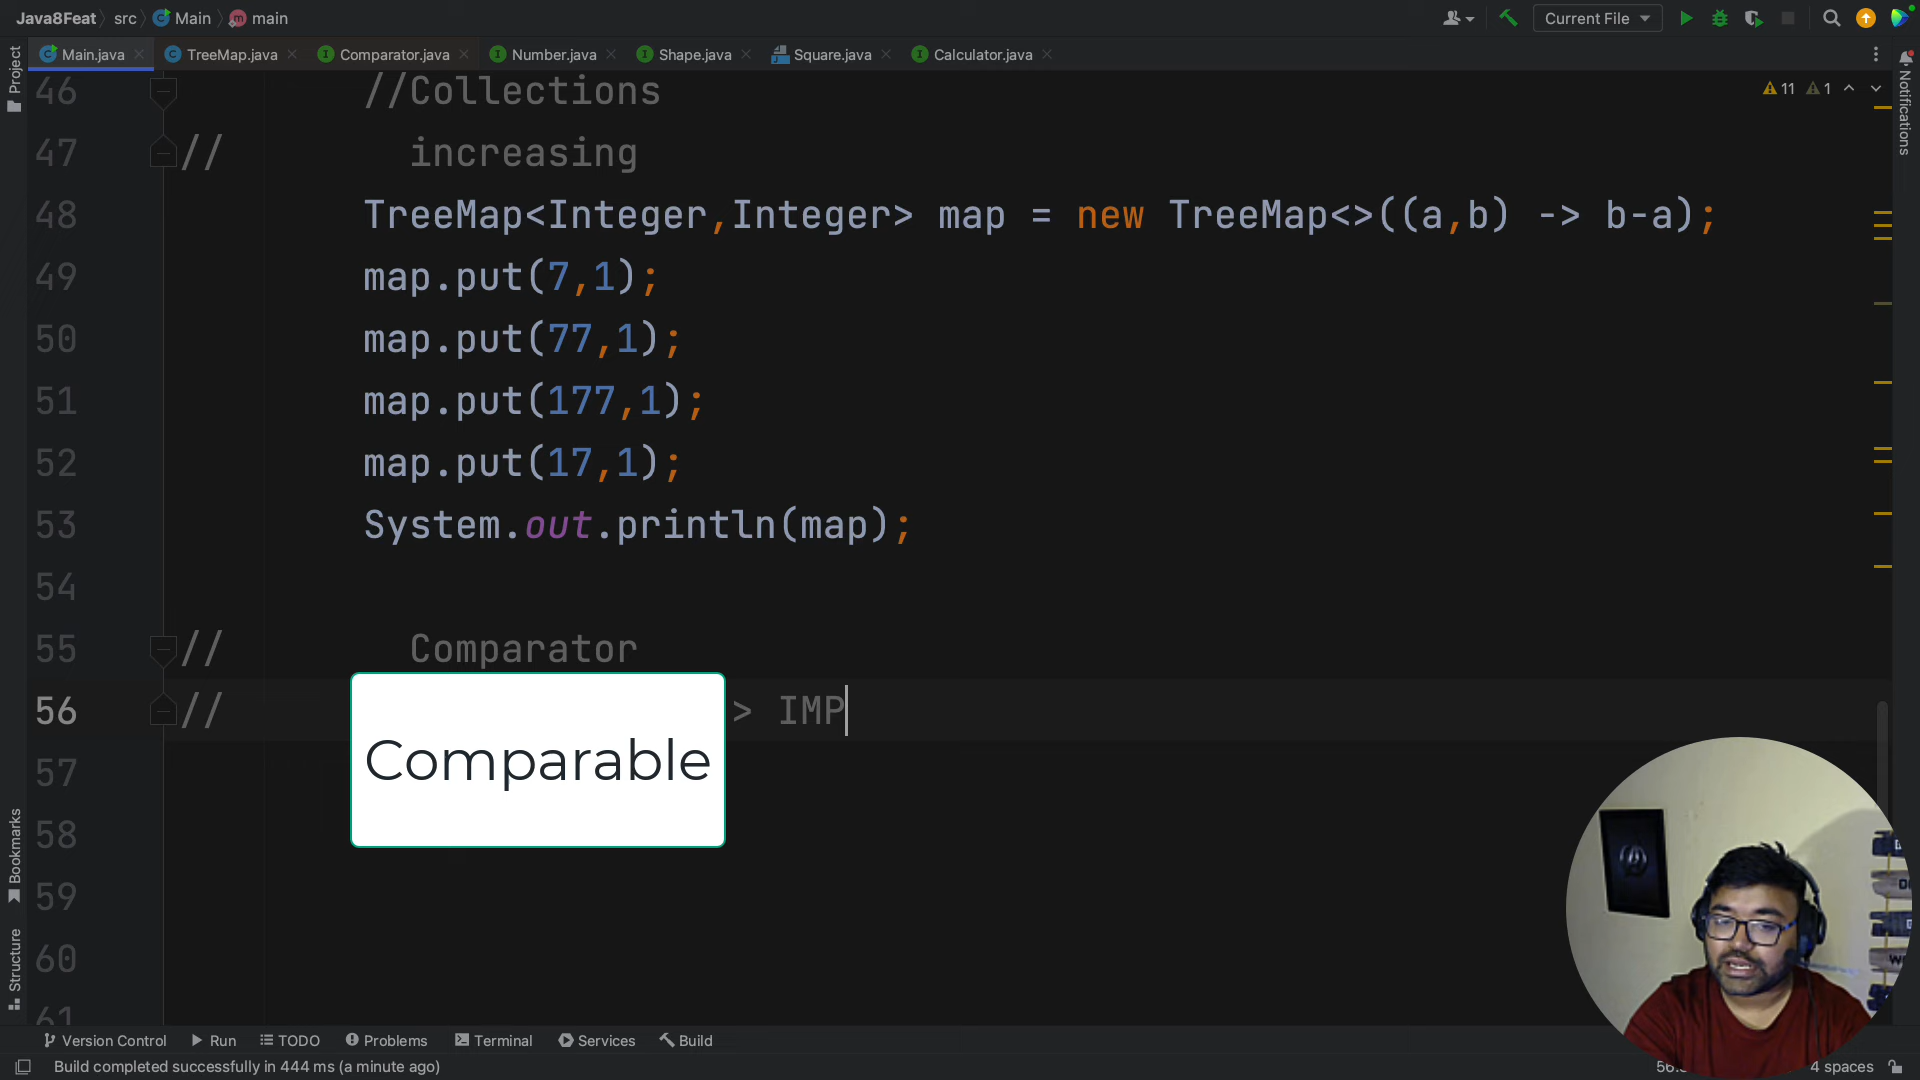 Java8Feat src Main main Current File
Main.java TreeMap.java Comparator.java Number.java Shape.java Square.java Calculator.java
Project
Notifications
11 1
46 //Collections
47 // increasing
48 TreeMap<Integer,Integer> map = new TreeMap<>((a,b) -> b-a);
49 map.put(7,1);
50 map.put(77,1);
51 map.put(177,1);
52 map.put(17,1);
53 System.out.println(map);
54
55 // Comparator
56 // > IMP
Comparable
57
58
59
60
61
Bookmarks
Structure
Version Control Run TODO Problems Terminal Services Build
Build completed successfully in 444 ms (a minute ago) 4 spaces